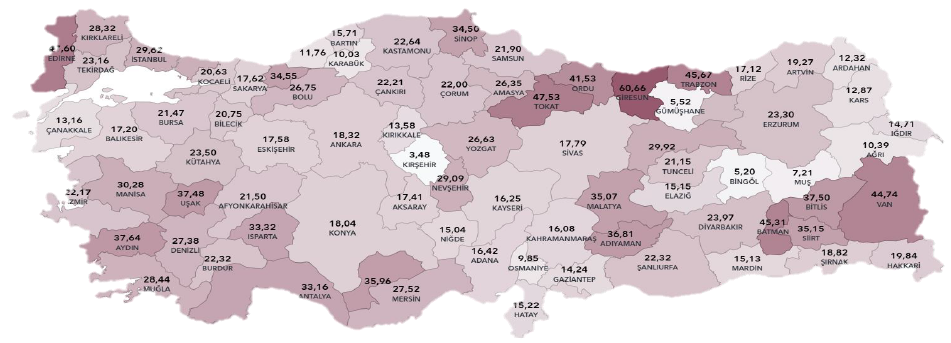 28,32
KIRKLARELİ
EDİRNE
23,16
TEKİRDAĞ
29,62
İSTANBUL
20,63
KOCAELİ
17,62
SAKARYA
34,55
26,75
BOLU
11,76
15,71
BARTIN
10,03
KARABÜK
22,64
KASTAMONU
34,50
SİNOP
21,90
SAMSUN
22,21
ÇANKIRI
22,00
ÇORUM
26,35
AMASYA
47,53
TOKAT
41,53
ORDU
60,66
GİRESUN
45,67
TRABZON
5,52
GÜMÜŞHANE
17,12
RİZE
19,27
ARTVİN
12,32
ARDAHAN
12,87
KARS
14,71
IĞDIR
10,39
AĞRI
23,30
ERZURUM
13,16
ÇANAKKALE
17,20
BALIKESİR
21,47
BURSA
20,75
BİLECİK
23,50
KÜTAHYA
17,58
ESKİŞEHİR
18,32
ANKARA
13,58
KIRIKKALE
3,48
KIRŞEHİR
26,63
YOZGAT
17,79
SİVAS
29,92
21,15
TUNCELİ
15,15
ELAZIĞ
5,20
BİNGÖL
7,21
MUŞ
37,50
BİTLİS
44,74
VAN
22,17
İZMİR
30,28
MANİSA
37,48
UŞAK
21,50
AFYONKARAHİSAR
33,32
ISPARTA
18,04
KONYA
17,41
AKSARAY
29,09
NEVŞEHİR
15,04
NİĞDE
16,25
KAYSERİ
35,07
MALATYA
16,08
KAHRAMANMARAŞ
36,81
ADIYAMAN
23,97
DİYARBAKIR
45,31
BATMAN
35,15
SİİRT
18,82
ŞIRNAK
19,84
HAKKARİ
37,64
AYDIN
27,38
DENİZLİ
22,32
BURDUR
28,44
MUĞLA
33,16
ANTALYA
35,96
27,52
MERSİN
16,42
ADANA
9,85
OSMANİYE
14,24
GAZİANTEP
15,22
HATAY
22,32
ŞANLIURFA
15,13
MARDİN